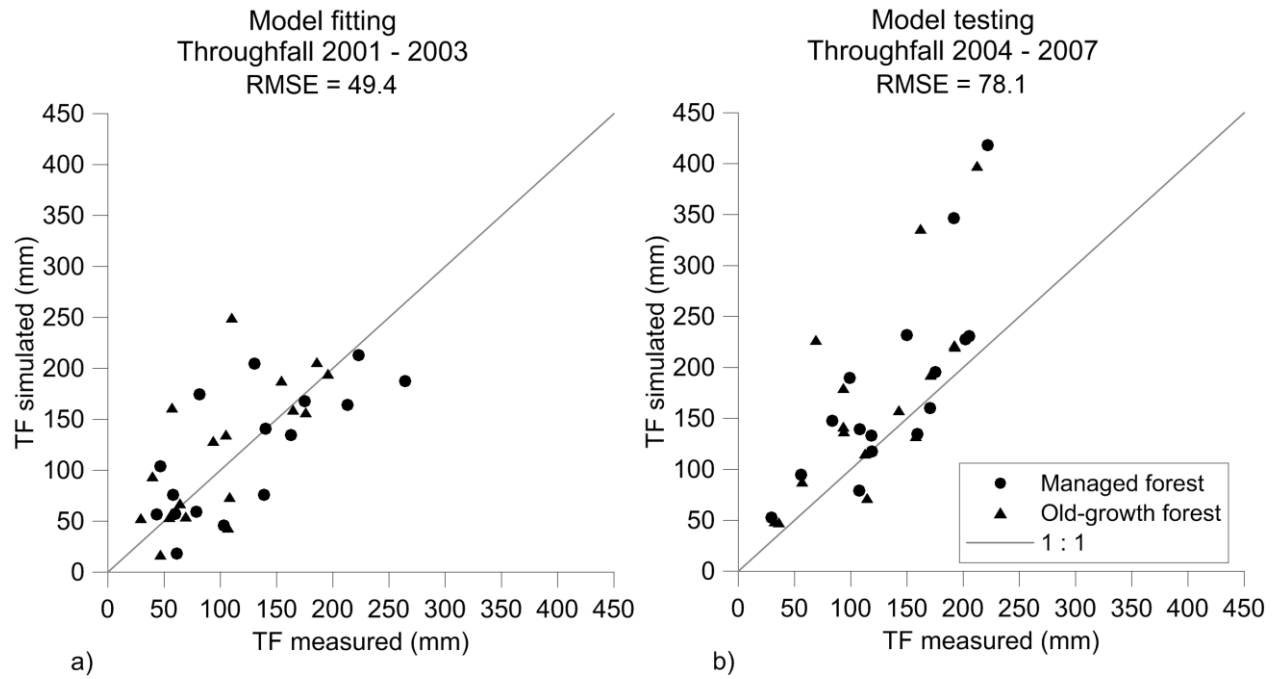 Model fitting
Throughfall 2001 - 2003
RMSE = 49.4
450
400
350
300
250
200
150
100
50
0
TF simulated (mm)
0 50 100 150 200 250 300 350 400 450
TF measured (mm)
a)
Model testing
Throughfall 2004 - 2007
RMSE = 78.1
450
400
350
300
250
200
150
100
50
0
TF simulated (mm)
Managed forest
Old-growth forest
1 : 1
0 50 100 150 200 250 300 350 400 450
TF measured (mm)
b)